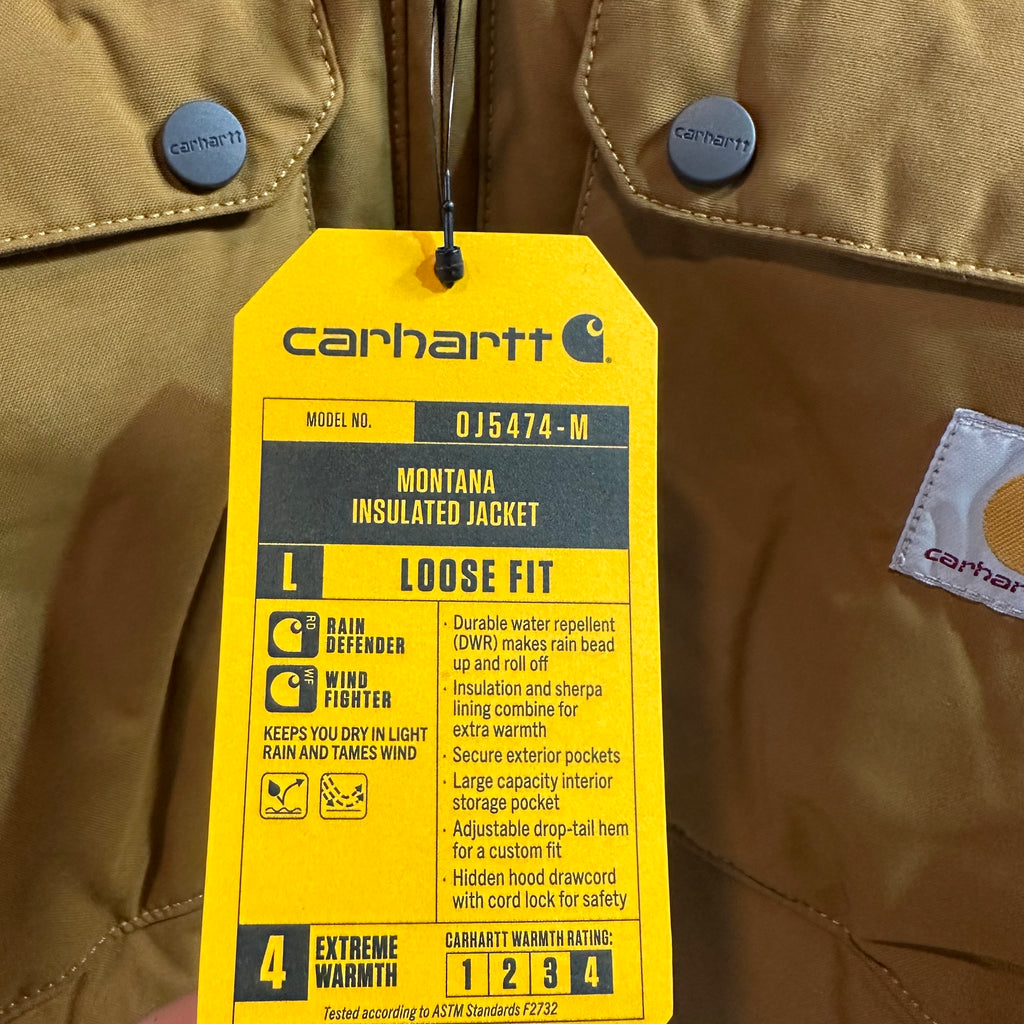 carhartt
carhartt
carhartt
MODEL NO. OJ5474-M
MONTANA
INSULATED JACKET
L LOOSE FIT
RD
RAIN
DEFENDER
WF
WIND
FIGHTER
KEEPS YOU DRY IN LIGHT
RAIN AND TAMES WIND
· Durable water repellent
(DWR) makes rain bead
up and roll off
· Insulation and sherpa
lining combine for
extra warmth
· Secure exterior pockets
· Large capacity interior
storage pocket
· Adjustable drop-tail hem
for a custom fit
· Hidden hood drawcord
with cord lock for safety
carhar
4 EXTREME
WARMTH
CARHARTT WARMTH RATING:
1 2 3 4
Tested according to ASTM Standards F2732